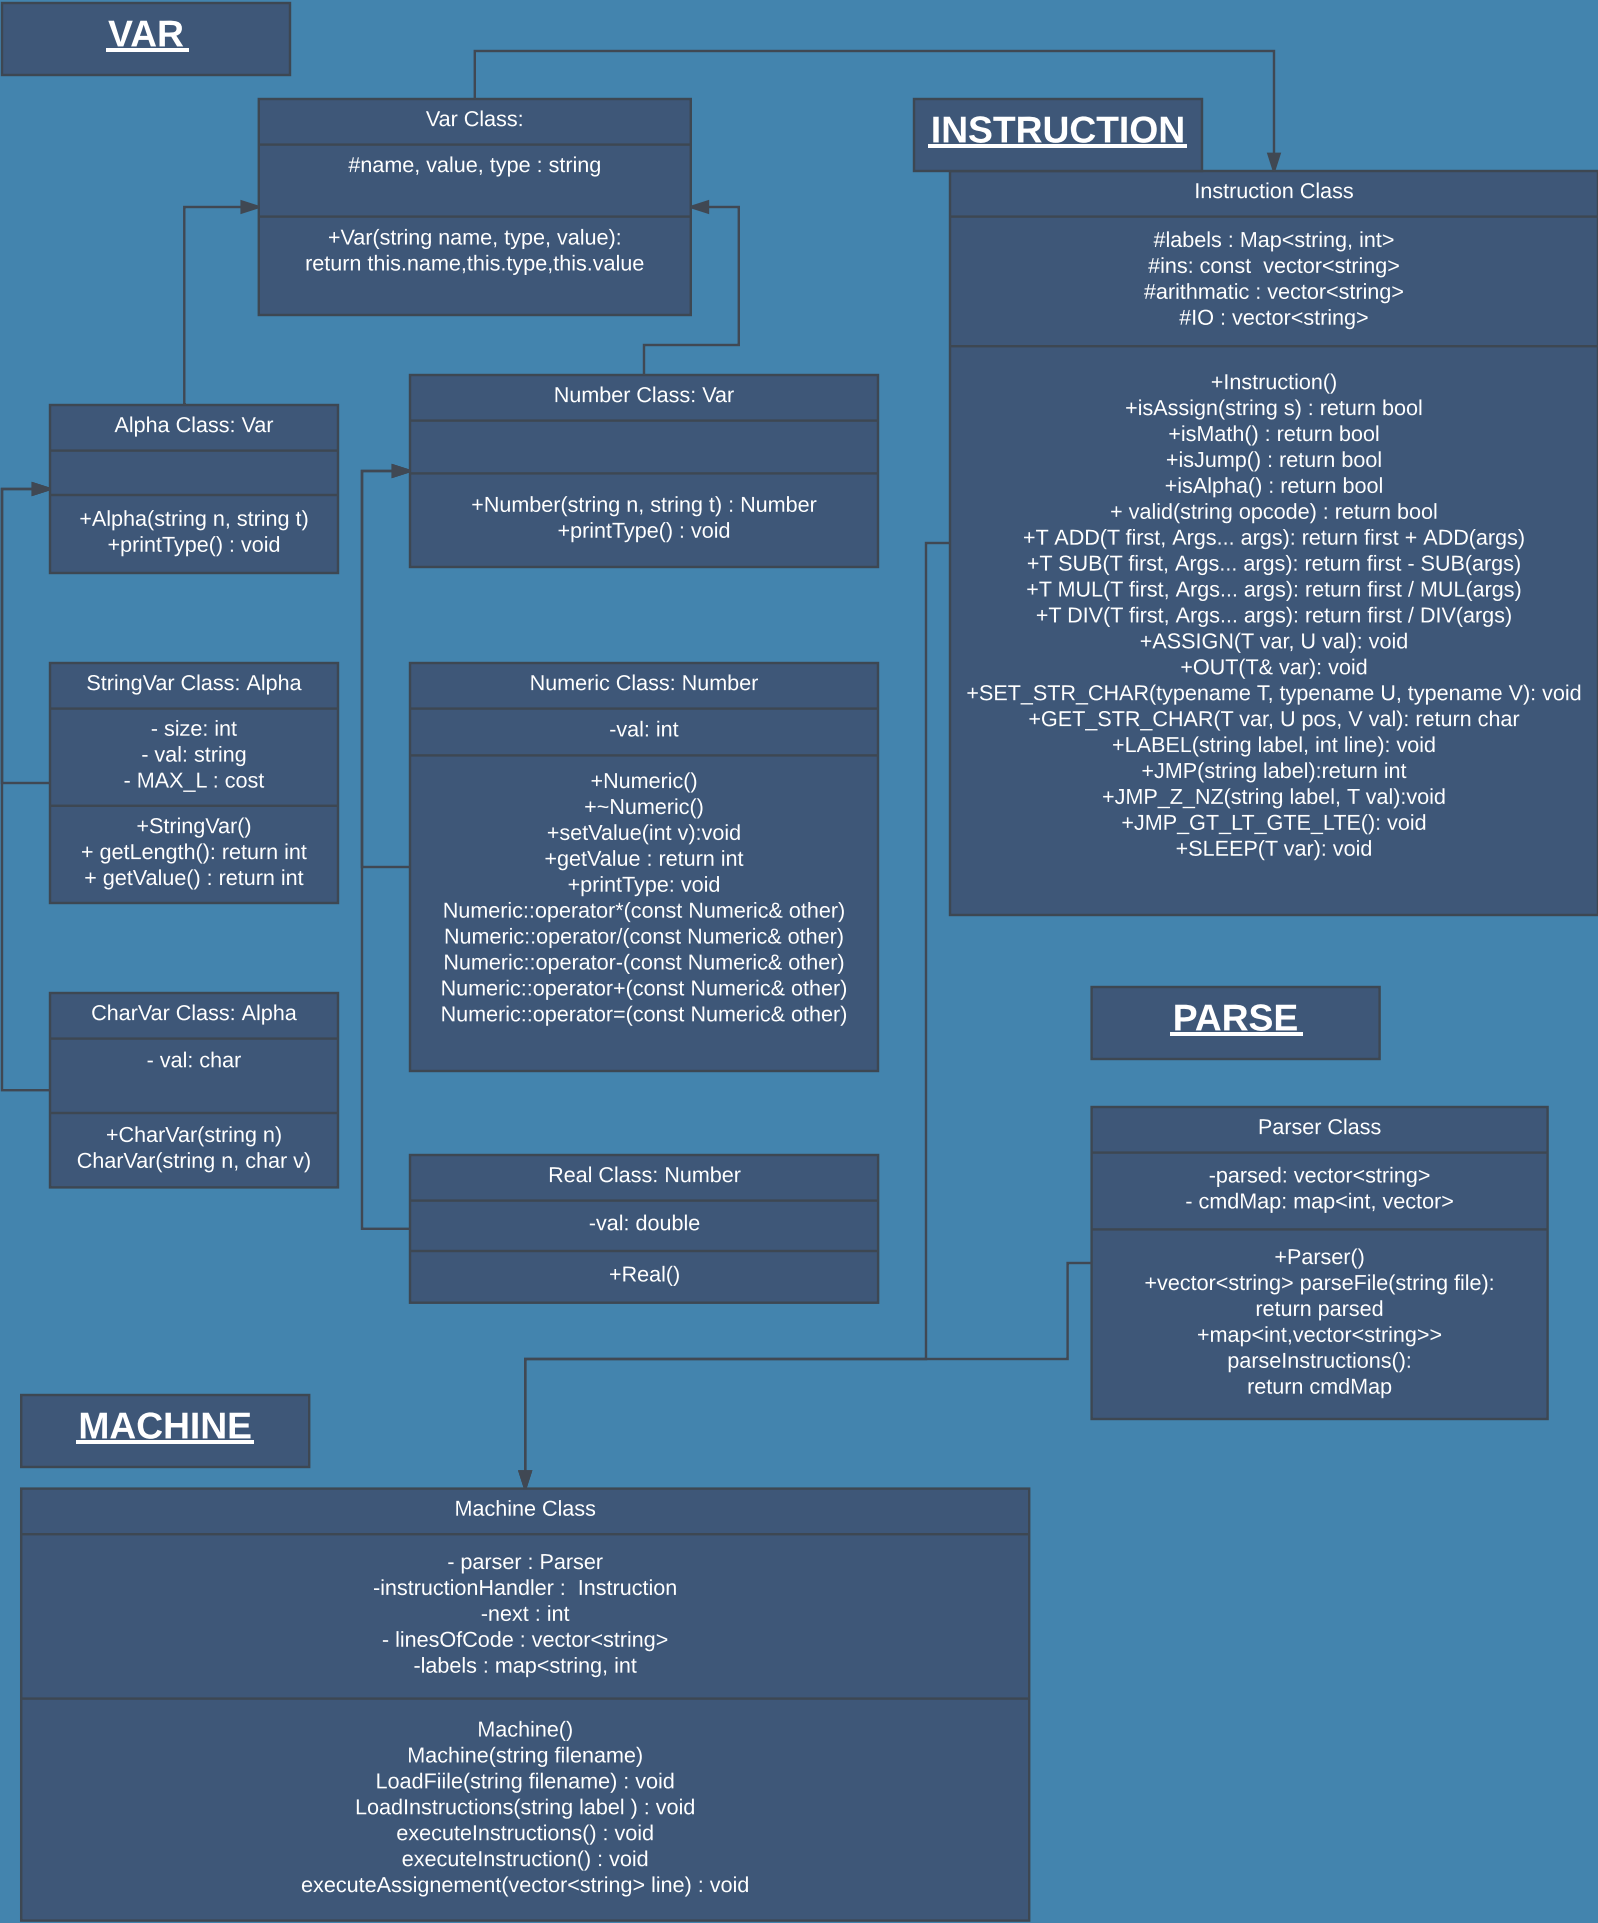 VAR
Var Class:
#name, value, type : string
+Var(string name, type, value):
return this.name,this.type,this.value
Alpha Class: Var
+Alpha(string n, string t)
+printType() : void
Number Class: Var
+Number(string n, string t) : Number
+printType() : void
StringVar Class: Alpha
- size: int
- val: string
- MAX_L : cost
+StringVar()
+ getLength(): return int
+ getValue() : return int
Numeric Class: Number
-val: int
+Numeric()
+~Numeric()
+setValue(int v):void
+getValue : return int
+printType: void
Numeric::operator*(const Numeric& other)
Numeric::operator/(const Numeric& other)
Numeric::operator-(const Numeric& other)
Numeric::operator+(const Numeric& other)
Numeric::operator=(const Numeric& other)
CharVar Class: Alpha
- val: char
+CharVar(string n)
CharVar(string n, char v)
Real Class: Number
-val: double
+Real()
INSTRUCTION
Instruction Class
#labels : Map<string, int>
#ins: const  vector<string>
#arithmatic : vector<string>
#IO : vector<string>
+Instruction()
+isAssign(string s) : return bool
+isMath() : return bool
+isJump() : return bool
+isAlpha() : return bool
+ valid(string opcode) : return bool
+T ADD(T first, Args... args): return first + ADD(args)
+T SUB(T first, Args... args): return first - SUB(args)
+T MUL(T first, Args... args): return first / MUL(args)
+T DIV(T first, Args... args): return first / DIV(args)
+ASSIGN(T var, U val): void
+OUT(T& var): void
+SET_STR_CHAR(typename T, typename U, typename V): void
+GET_STR_CHAR(T var, U pos, V val): return char
+LABEL(string label, int line): void
+JMP(string label):return int
+JMP_Z_NZ(string label, T val):void
+JMP_GT_LT_GTE_LTE(): void
+SLEEP(T var): void
PARSE
Parser Class
-parsed: vector<string>
- cmdMap: map<int, vector>
+Parser()
+vector<string> parseFile(string file):
return parsed
+map<int,vector<string>>
parseInstructions():
return cmdMap
MACHINE
Machine Class
- parser : Parser
-instructionHandler :  Instruction
-next : int
- linesOfCode : vector<string>
-labels : map<string, int
Machine()
Machine(string filename)
LoadFiile(string filename) : void
LoadInstructions(string label ) : void
executeInstructions() : void
executeInstruction() : void
executeAssignement(vector<string> line) : void